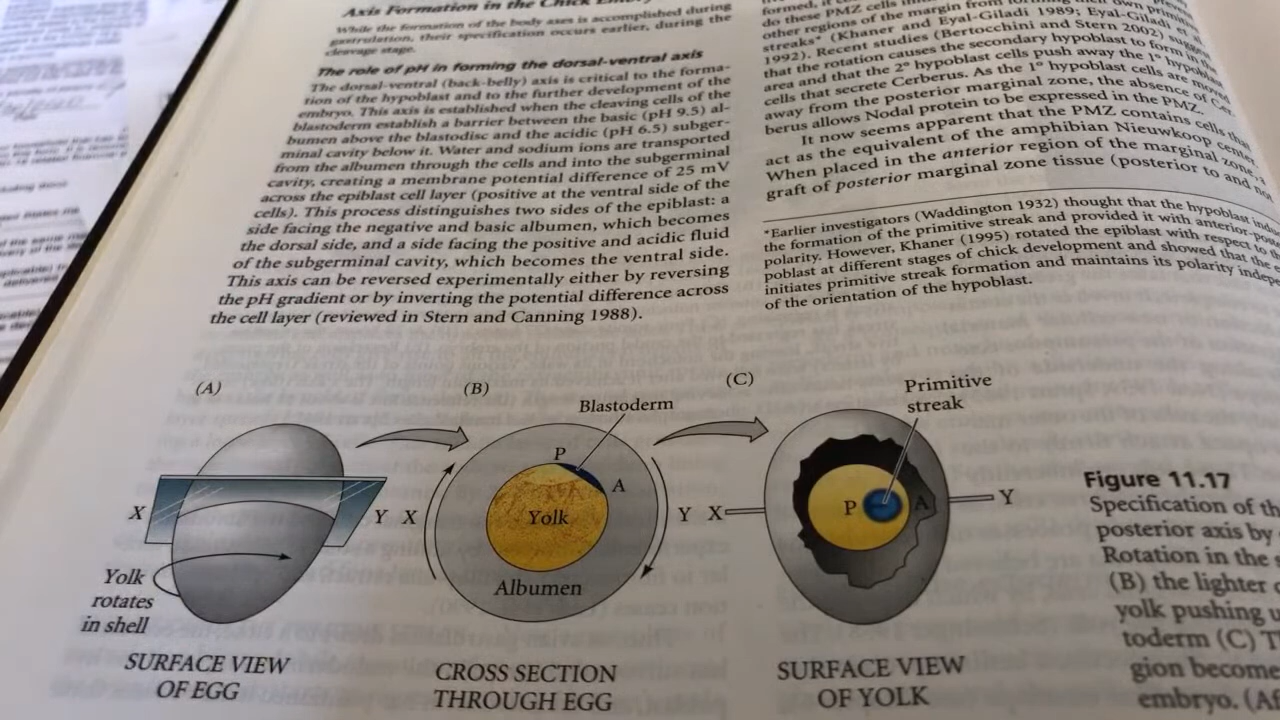 Axis Formation in the Chick
While the formation of the body axes is accomplished during
gastrulation, their specification occurs earlier, during the
cleavage stage.
The role of pH in forming the dorsal-ventral axis
The dorsal-ventral (back-belly) axis is critical to the forma-
tion of the hypoblast and to the further development of the
embryo. This axis is established when the cleaving cells of the
blastoderm establish a barrier between the basic (pH 9.5) al-
bumen above the blastodisc and the acidic (pH 6.5) subger-
minal cavity below it. Water and sodium ions are transported
from the albumen through the cells and into the subgerminal
cavity, creating a membrane potential difference of 25 mV
across the epiblast cell layer (positive at the ventral side of the
cells). This process distinguishes two sides of the epiblast: a
side facing the negative and basic albumen, which becomes
the dorsal side, and a side facing the positive and acidic fluid
of the subgerminal cavity, which becomes the ventral side.
This axis can be reversed experimentally either by reversing
the pH gradient or by inverting the potential difference across
the cell layer (reviewed in Stern and Canning 1988).
do these PMZ cells
other regions of the margin from forming their own
streaks* (Khaner and Eyal-Giladi 1989; Eyal-Giladi et al
1992). Recent studies (Bertocchini and Stern 2002)
that the rotation causes the secondary hypoblast to form in the
area and that the 2° hypoblast cells push away the 1° hypoblast
cells that secrete Cerberus. As the 1° hypoblast cells are moved
away from the posterior marginal zone, the absence of Cer-
berus allows Nodal protein to be expressed in the PMZ.
It now seems apparent that the PMZ contains cells that
act as the equivalent of the amphibian Nieuwkoop center.
When placed in the anterior region of the marginal zone, a
graft of posterior marginal zone tissue (posterior to and not
*Earlier investigators (Waddington 1932) thought that the hypoblast
the formation of the primitive streak and provided it with
polarity. However, Khaner (1995) rotated the epiblast with respect to
poblast at different stages of chick development and showed that the
initiates primitive streak formation and maintains its polarity
of the orientation of the hypoblast.
(A)
X
Y
Yolk
rotates
in shell
SURFACE VIEW
OF EGG
(B)
Blastoderm
P
A
X
Yolk
Y
Albumen
CROSS SECTION
THROUGH EGG
(C)
Primitive
streak
X
P
A
Y
SURFACE VIEW
OF YOLK
Figure 11.17
Specification of
posterior axis by
Rotation in the
(B) the lighter
yolk pushing
toderm (C)
gion become
embryo.